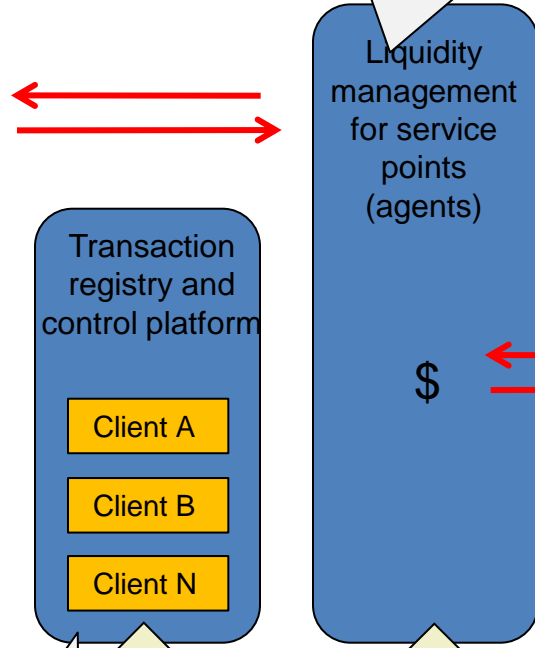 Liquidity
management
for service
points
(agents)
Transaction
registry and
control platform
$
Client A
Client B
Client N